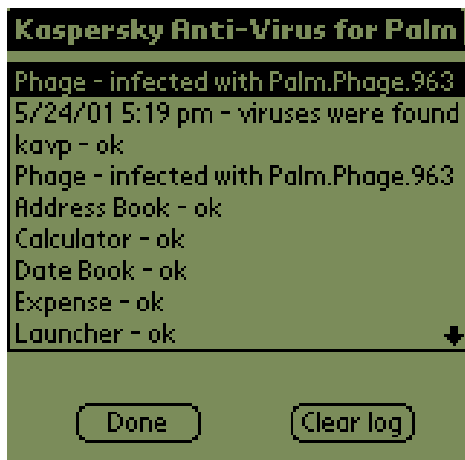 Kaspersky Anti-Virus for Palm
Phage - infected with Palm.Phage.963
5/24/01 5:19 pm - viruses were found
kavp - ok
Phage - infected with Palm.Phage.963
Address Book - ok
Calculator - ok
Date Book - ok
Expense - ok
Launcher - ok
Done
Clear log